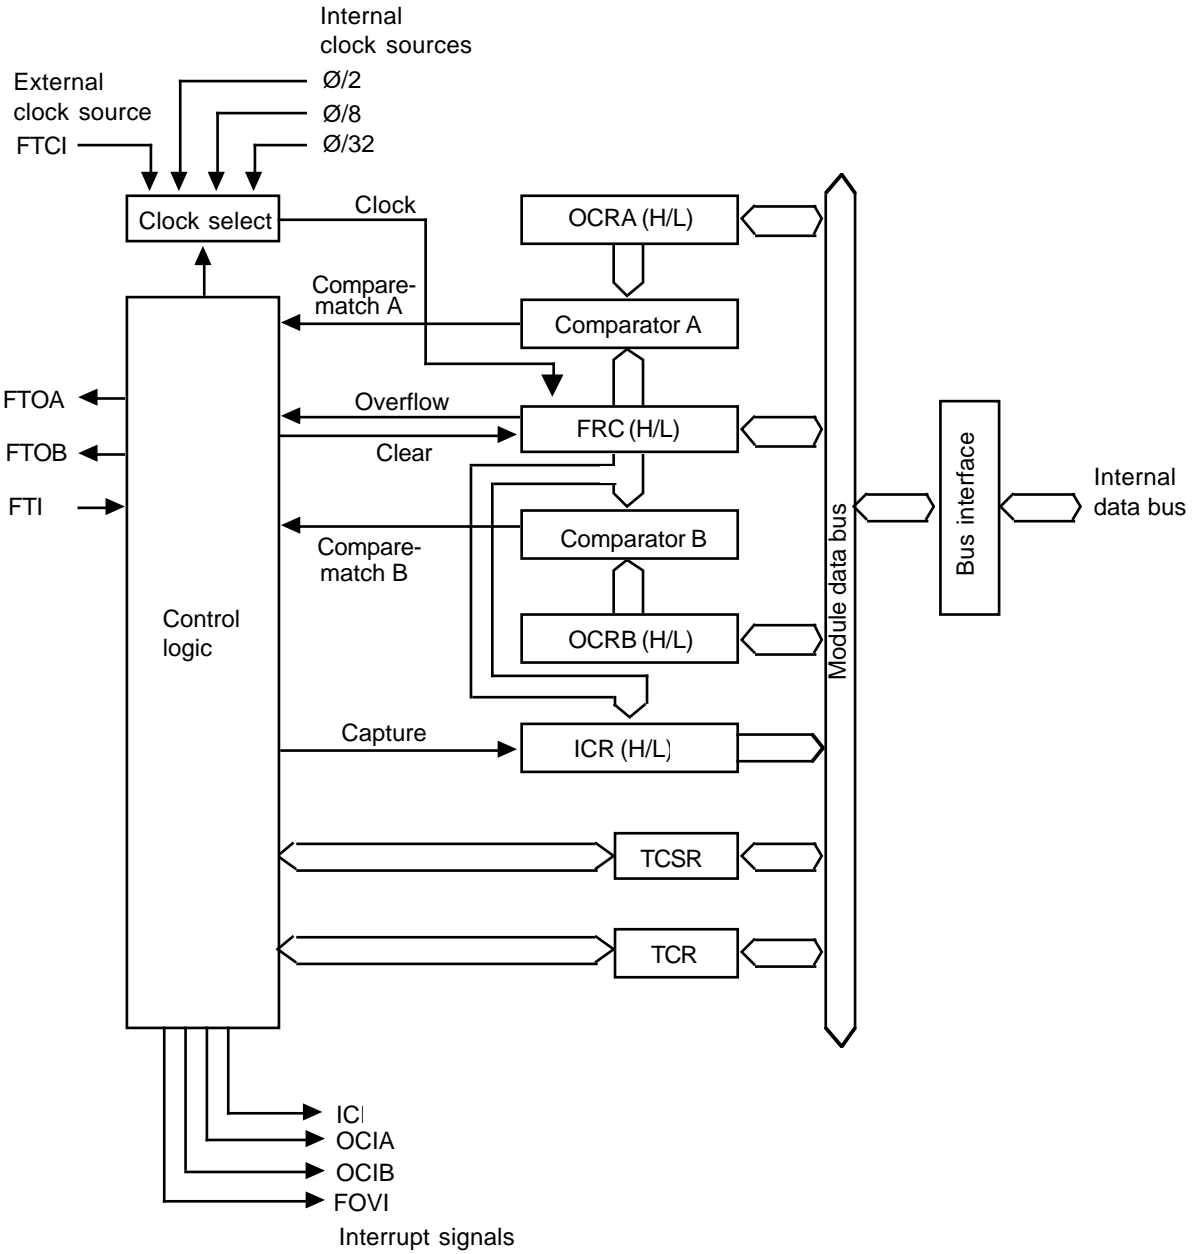 Internal
clock sources
External
clock source
Ø/2
Ø/8
FTCI
Ø/32
Clock select
Clock
OCRA (H/L)
Compare-
match A
Comparator A
FTOA
Overflow
FRC (H/L)
FTOB
Clear
FTI
Compare-
match B
Comparator B
Module data bus
Bus interface
Internal
data bus
Control
logic
OCRB (H/L)
Capture
ICR (H/L)
TCSR
TCR
ICI
OCIA
OCIB
FOVI
Interrupt signals